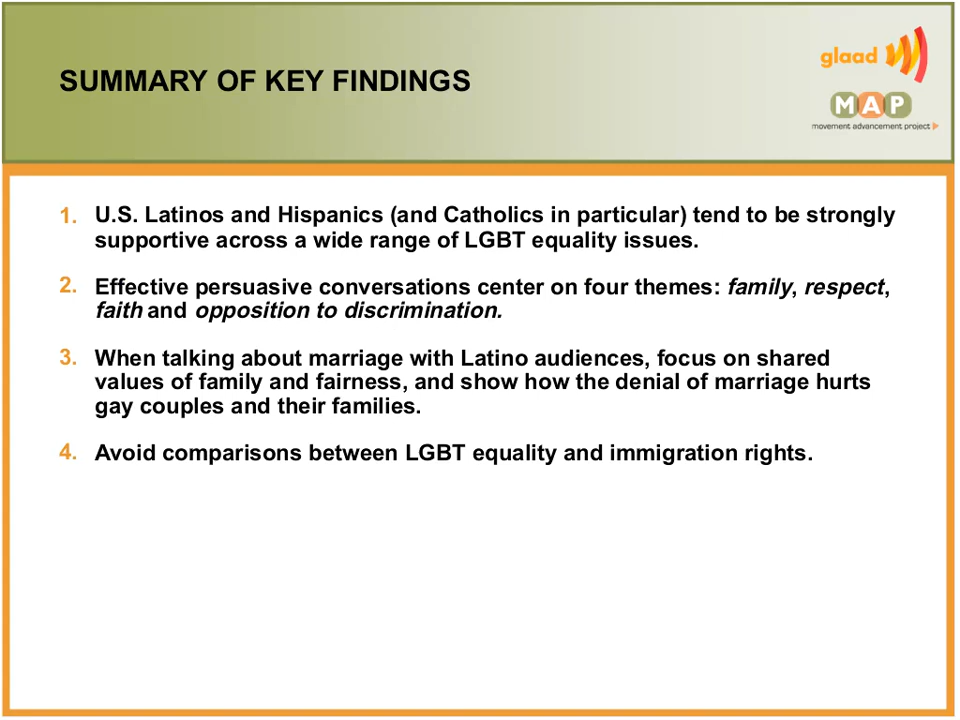 SUMMARY OF KEY FINDINGS
glaad
MAP
movement advancement project
1. U.S. Latinos and Hispanics (and Catholics in particular) tend to be strongly
supportive across a wide range of LGBT equality issues.
2. Effective persuasive conversations center on four themes: family, respect,
faith and opposition to discrimination.
3. When talking about marriage with Latino audiences, focus on shared
values of family and fairness, and show how the denial of marriage hurts
gay couples and their families.
4. Avoid comparisons between LGBT equality and immigration rights.